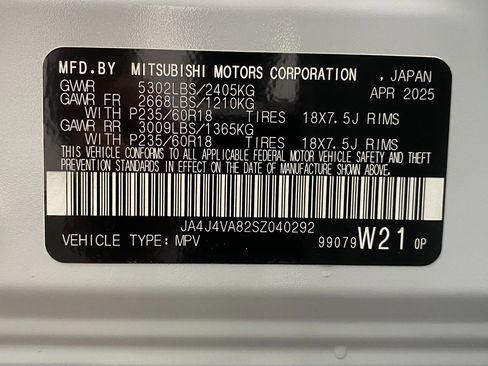 MFD.BY MITSUBISHI MOTORS CORPORATION , JAPAN
GVWR 5302LBS/2405KG APR 2025
GAWR FR 2668LBS/1210KG
WITH P235/60R18 TIRES 18X7.5J RIMS
GAWR RR 3009LBS/1365KG
WITH P235/60R18 TIRES 18X7.5J RIMS
THIS VEHICLE CONFORMS TO ALL APPLICABLE FEDERAL MOTOR VEHICLE SAFETY AND THEFT
PREVENTION STANDARDS IN EFFECT ON THE DATE OF MANUFACTURE SHOWN ABOVE.
JA4J4VA82SZ040292
VEHICLE TYPE: MPV 99079 W21 0P